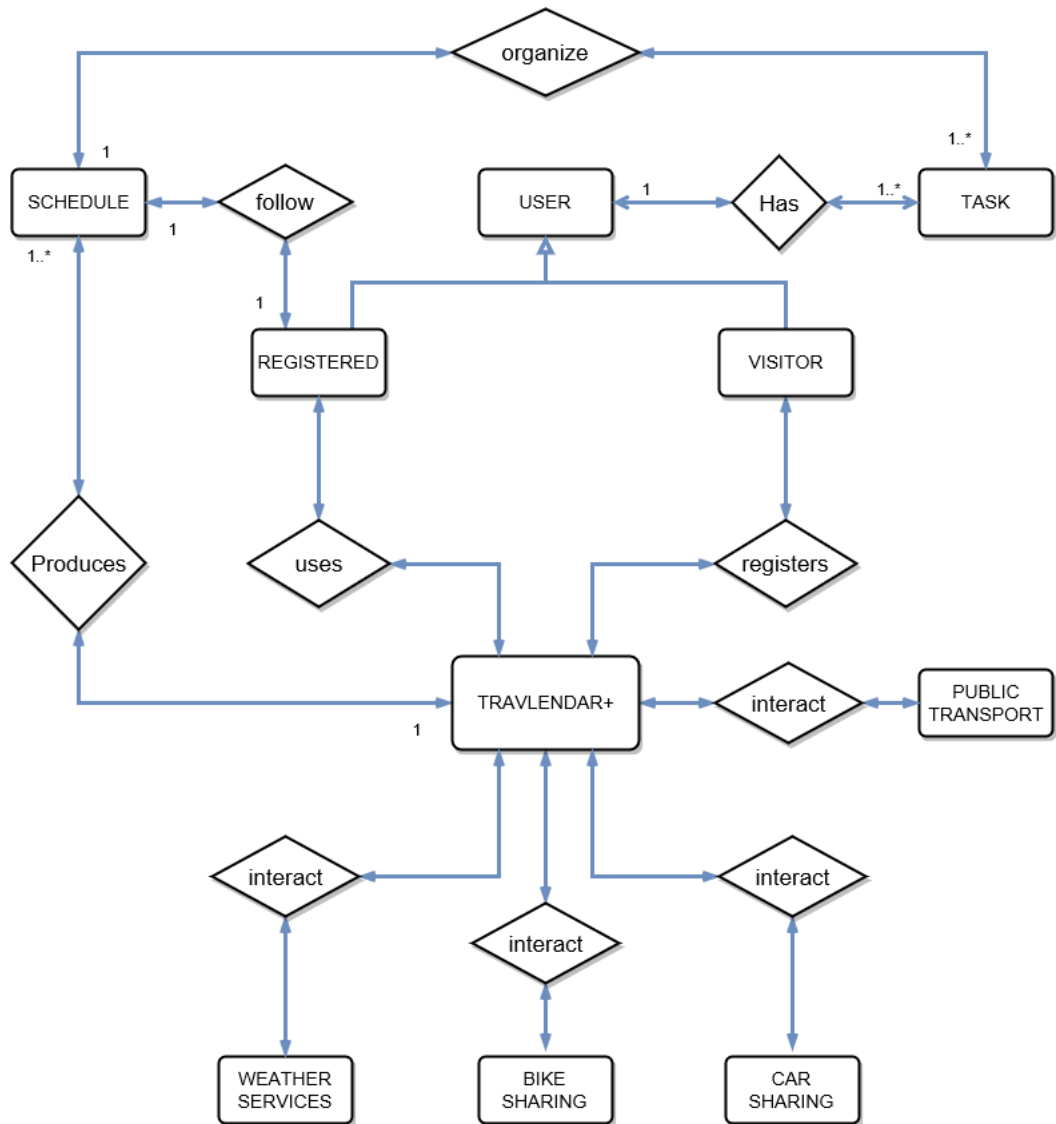 organize
1
1..*
SCHEDULE
1
follow
USER
1
Has
1..*
TASK
1..*
1
REGISTERED
VISITOR
Produces
uses
registers
TRAVLENDAR+
1
interact
PUBLIC
TRANSPORT
interact
interact
interact
WEATHER
SERVICES
BIKE
SHARING
CAR
SHARING